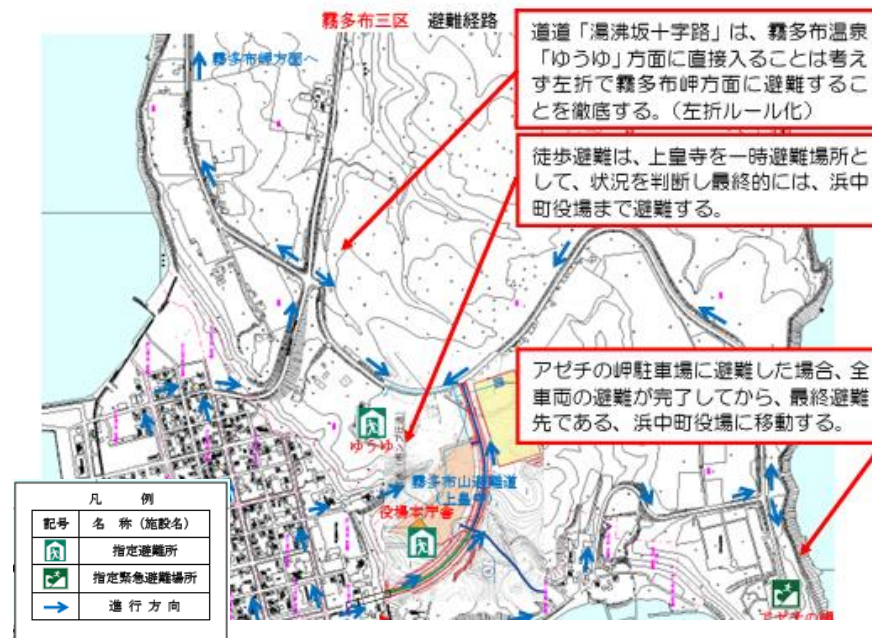 霧多布三区　避難経路
霧多布岬方面へ
道道「湯沸坂十字路」は、霧多布温泉
「ゆうゆ」方面に直接入ることは考え
ず左折で霧多布岬方面に避難するこ
とを徹底する。（左折ルール化）
徒歩避難は、上皇寺を一時避難場所と
して、状況を判断し最終的には、浜中
町役場まで避難する。
アゼチの岬駐車場に避難した場合、全
車両の避難が完了してから、最終避難
先である、浜中町役場に移動する。
ゆうゆ
霧多布山避難道
（上皇寺）
役場本庁舎
アゼチの岬
凡　例
記号　名 称（施設名）
指定避難所
指定緊急避難場所
進 行 方 向